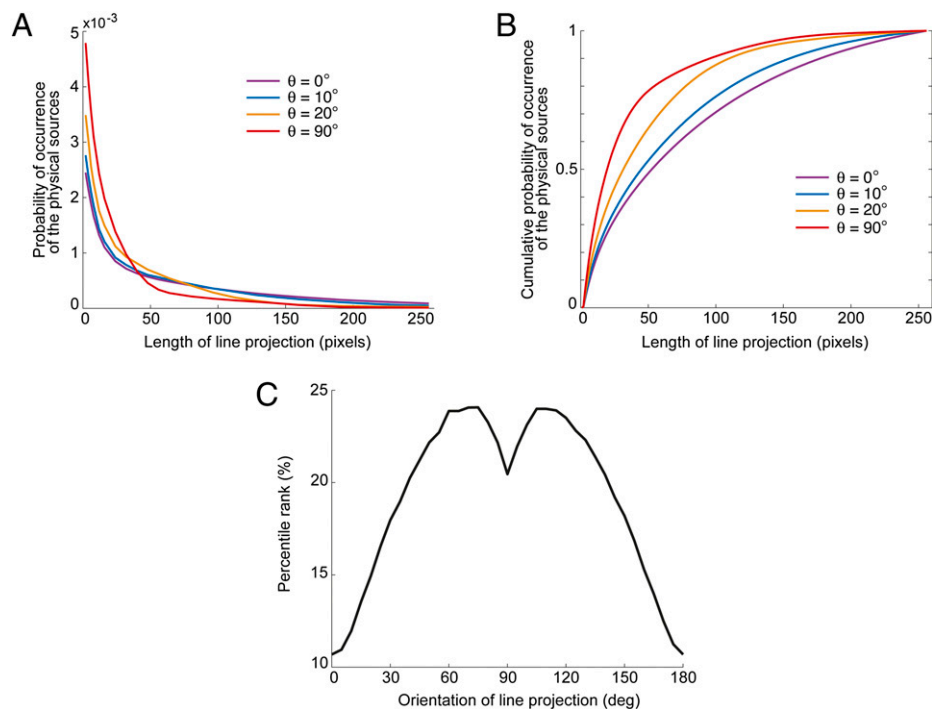 A
x10-3
5
4
3
2
1
0
Probability of occurrence
of the physical sources
θ = 0°
θ = 10°
θ = 20°
θ = 90°
0 50 100 150 200 250
Length of line projection (pixels)
B
1
0.5
0
Cumulative probability of occurrence
of the physical sources
θ = 0°
θ = 10°
θ = 20°
θ = 90°
0 50 100 150 200 250
Length of line projection (pixels)
C
25
20
15
10
Percentile rank (%)
0 30 60 90 120 150 180
Orientation of line projection (deg)